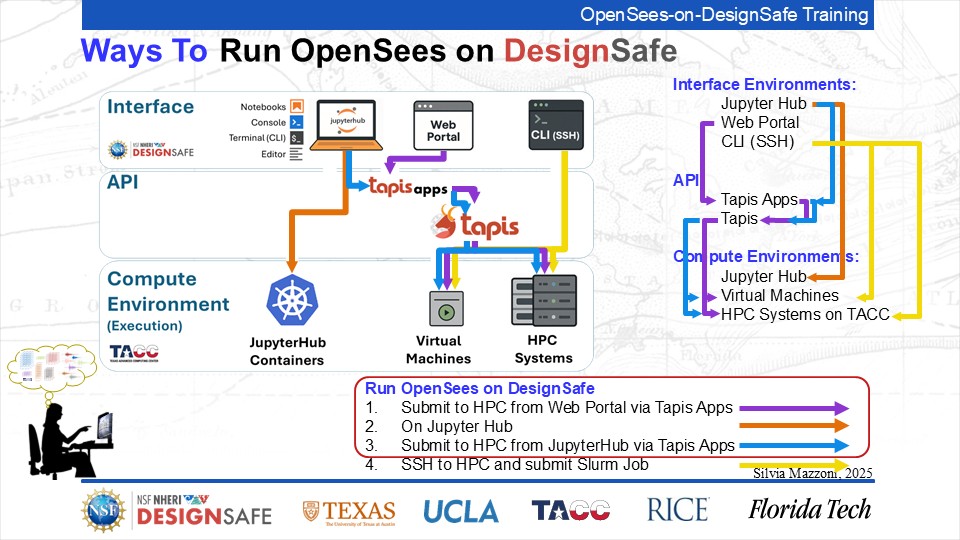 OpenSees-on-DesignSafe Training
Ways To Run OpenSees on DesignSafe
Interface
Notebooks
Console
Terminal (CLI)
Editor
jupyterhub
Web
Portal
CLI (SSH)
NSF NHERI
DESIGNSAFE
API
tapis apps
tapis
Compute
Environment
(Execution)
TACC
TEXAS ADVANCED COMPUTING CENTER
JupyterHub
Containers
Virtual
Machines
HPC
Systems
Interface Environments:
Jupyter Hub
Web Portal
CLI (SSH)
API
Tapis Apps
Tapis
Compute Environments:
Jupyter Hub
Virtual Machines
HPC Systems on TACC
Run OpenSees on DesignSafe
1. Submit to HPC from Web Portal via Tapis Apps
2. On Jupyter Hub
3. Submit to HPC from JupyterHub via Tapis Apps
4. SSH to HPC and submit Slurm Job
Silvia Mazzoni, 2025
NSF
NSF NHERI
DESIGNSAFE
TEXAS
The University of Texas at Austin
UCLA
TACC
RICE
Florida Tech